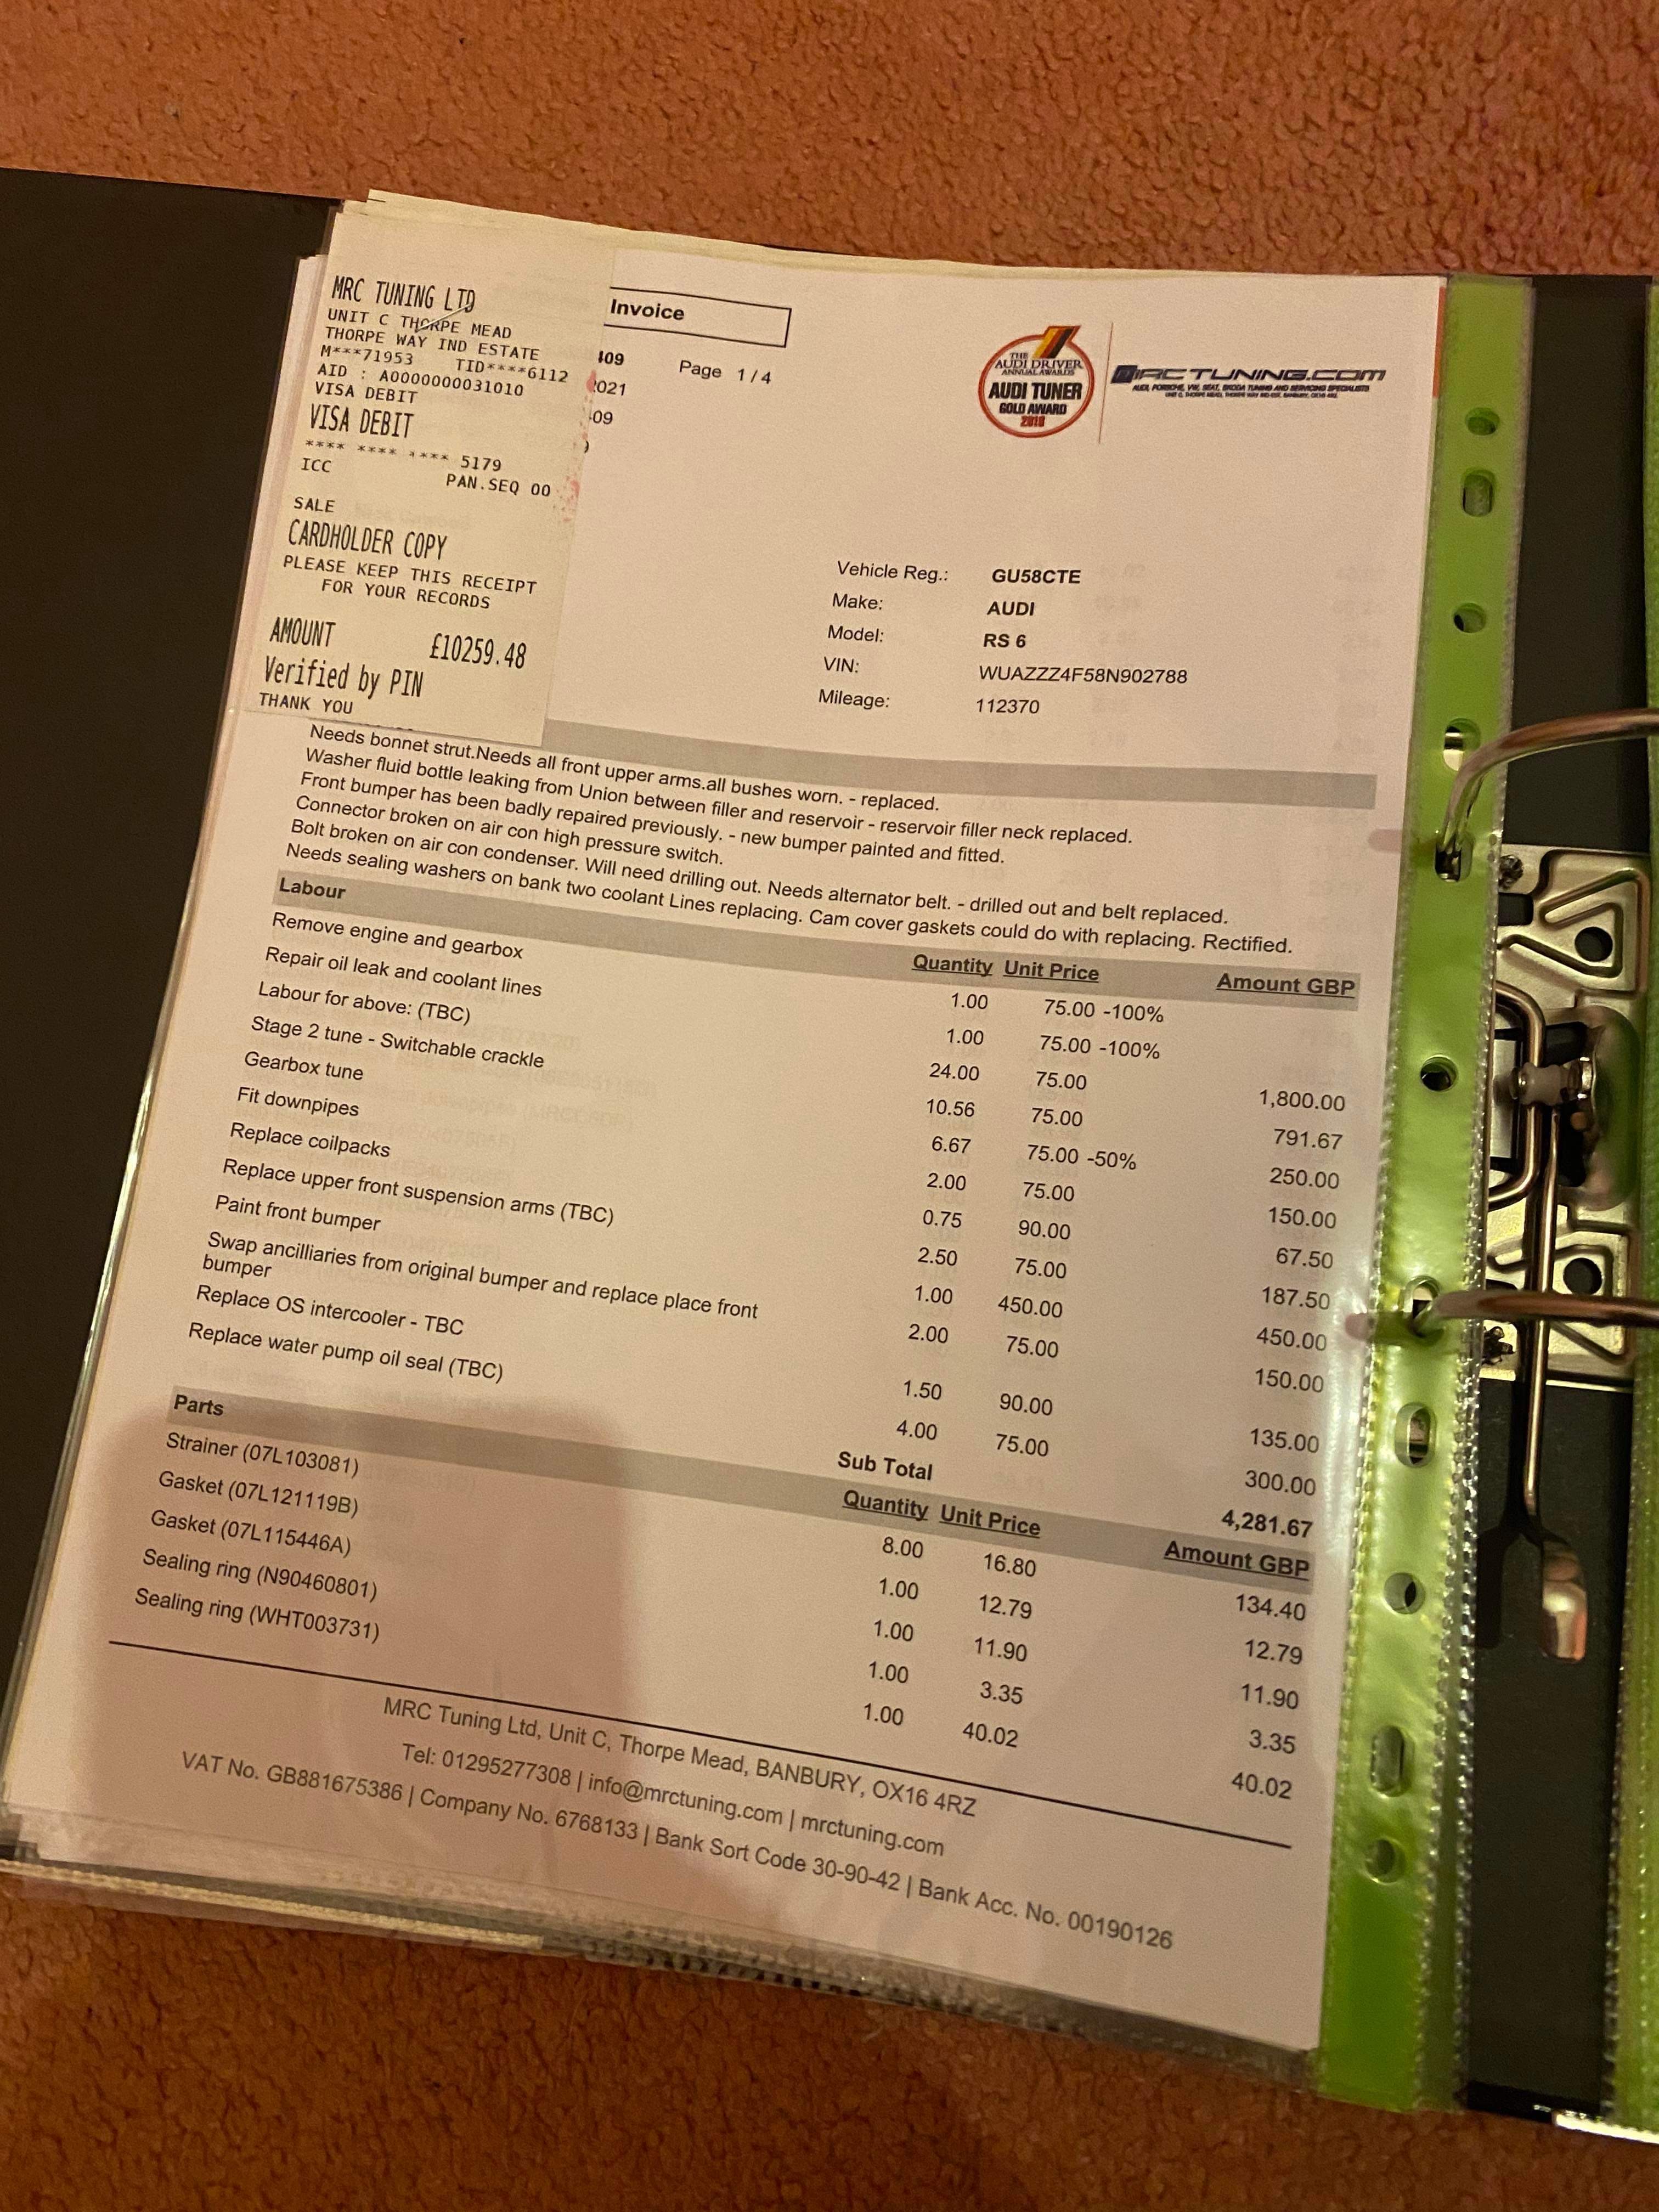 MRC TUNING LTD
UNIT C THORPE MEAD
THORPE WAY IND ESTATE
M***71953 TID****6112
AID : A0000000031010
VISA DEBIT
VISA DEBIT
**** **** **** 5179
ICC PAN.SEQ 00
SALE
CARDHOLDER COPY
PLEASE KEEP THIS RECEIPT
FOR YOUR RECORDS
AMOUNT £10259.48
Verified by PIN
THANK YOU
Invoice
409 Page 1 / 4
2021
09
THE
AUDI DRIVER
ANNUAL AWARDS
AUDI TUNER
GOLD AWARD
MRCTUNING.COM
AUDI, PORSCHE, VW, SEAT, SKODA TUNING AND SERVICING SPECIALISTS
Vehicle Reg.: GU58CTE
Make: AUDI
Model: RS 6
VIN: WUAZZZ4F58N902788
Mileage: 112370
Needs bonnet strut.Needs all front upper arms.all bushes worn. - replaced.
Washer fluid bottle leaking from Union between filler and reservoir - reservoir filler neck replaced.
Front bumper has been badly repaired previously. - new bumper painted and fitted.
Connector broken on air con high pressure switch.
Bolt broken on air con condenser. Will need drilling out. Needs alternator belt. - drilled out and belt replaced.
Needs sealing washers on bank two coolant Lines replacing. Cam cover gaskets could do with replacing. Rectified.
Labour Quantity Unit Price Amount GBP
Remove engine and gearbox 1.00 75.00 -100%
Repair oil leak and coolant lines 1.00 75.00 -100%
Labour for above: (TBC) 24.00 75.00 1,800.00
Stage 2 tune - Switchable crackle 10.56 75.00 791.67
Gearbox tune 6.67 75.00 -50% 250.00
Fit downpipes 2.00 75.00 150.00
Replace coilpacks 0.75 90.00 67.50
Replace upper front suspension arms (TBC) 2.50 75.00 187.50
Paint front bumper 1.00 450.00 450.00
Swap ancilliaries from original bumper and replace place front 2.00 75.00 150.00
bumper
Replace OS intercooler - TBC 1.50 90.00 135.00
Replace water pump oil seal (TBC) 4.00 75.00 300.00
Sub Total 4,281.67
Parts Quantity Unit Price Amount GBP
Strainer (07L103081) 8.00 16.80 134.40
Gasket (07L121119B) 1.00 12.79 12.79
Gasket (07L115446A) 1.00 11.90 11.90
Sealing ring (N90460801) 1.00 3.35 3.35
Sealing ring (WHT003731) 1.00 40.02 40.02
MRC Tuning Ltd, Unit C, Thorpe Mead, BANBURY, OX16 4RZ
Tel: 01295277308 | info@mrctuning.com | mrctuning.com
VAT No. GB881675386 | Company No. 6768133 | Bank Sort Code 30-90-42 | Bank Acc. No. 00190126